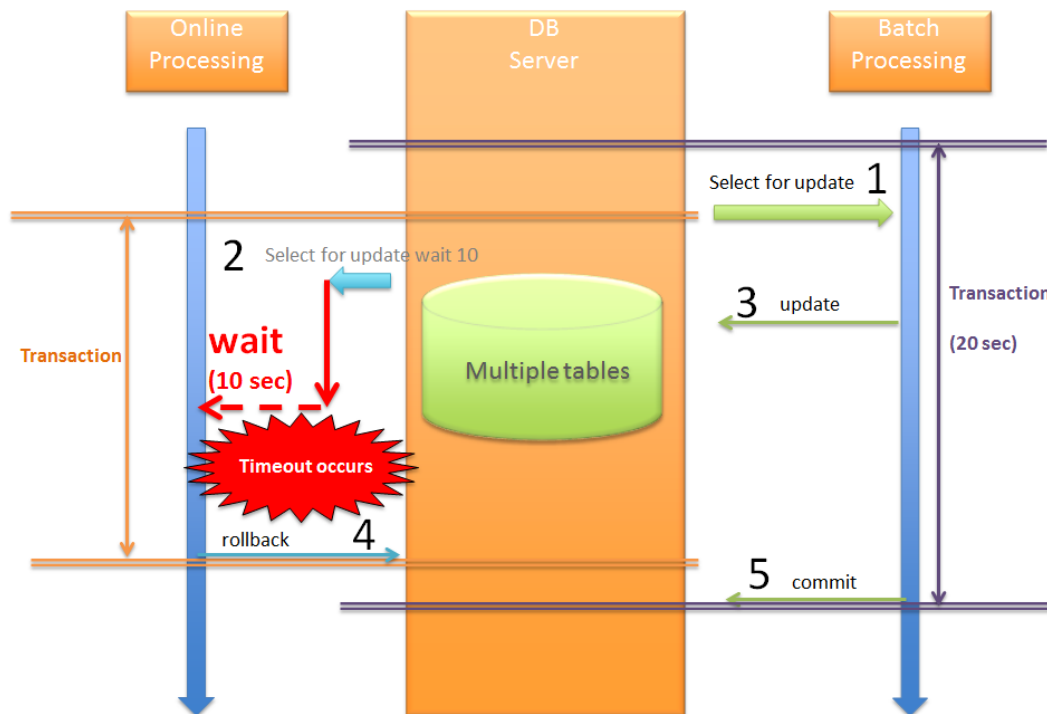 Online
Processing
DB
Server
Batch
Processing
Select for update 1
2 Select for update wait 10
3 update
Transaction
(20 sec)
wait
(10 sec)
Transaction
Multiple tables
Timeout occurs
rollback 4
5 commit